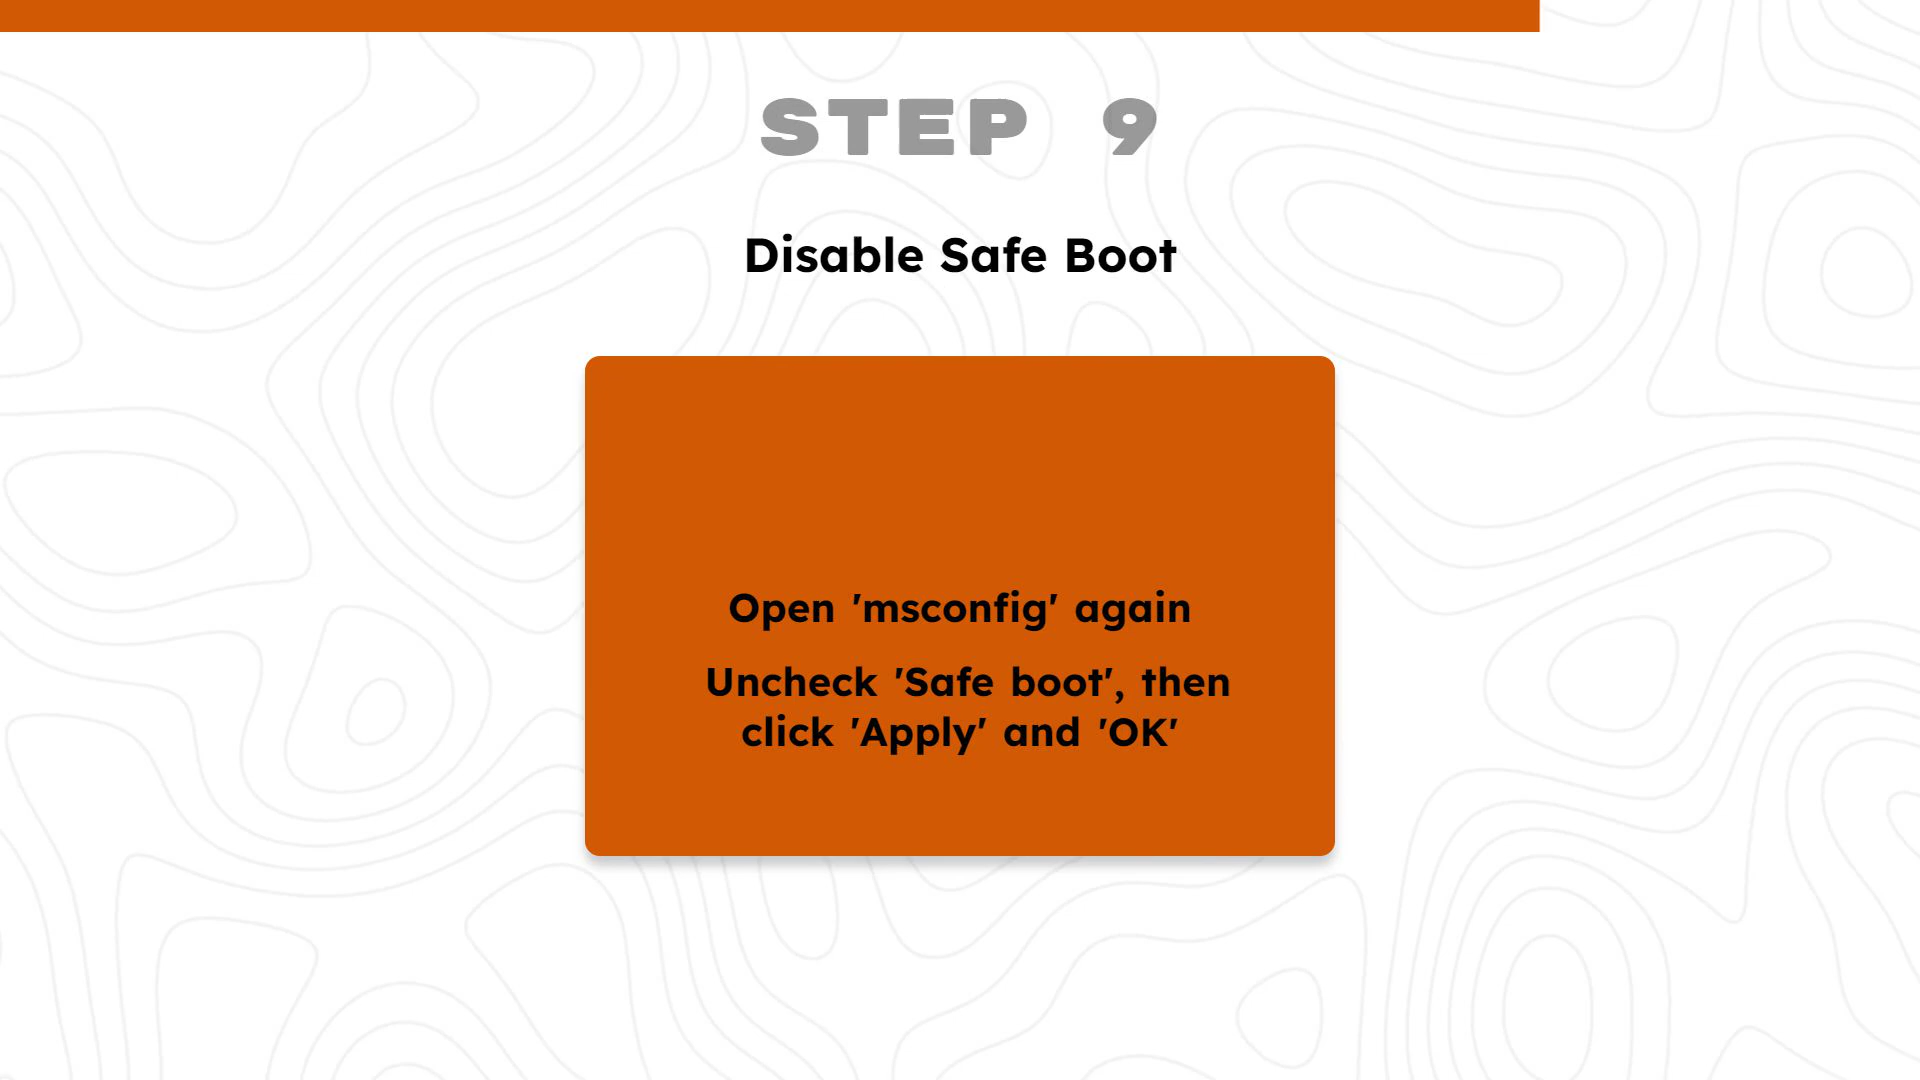 STEP 9
Disable Safe Boot
Open 'msconfig' again
Uncheck 'Safe boot', then
click 'Apply' and 'OK'